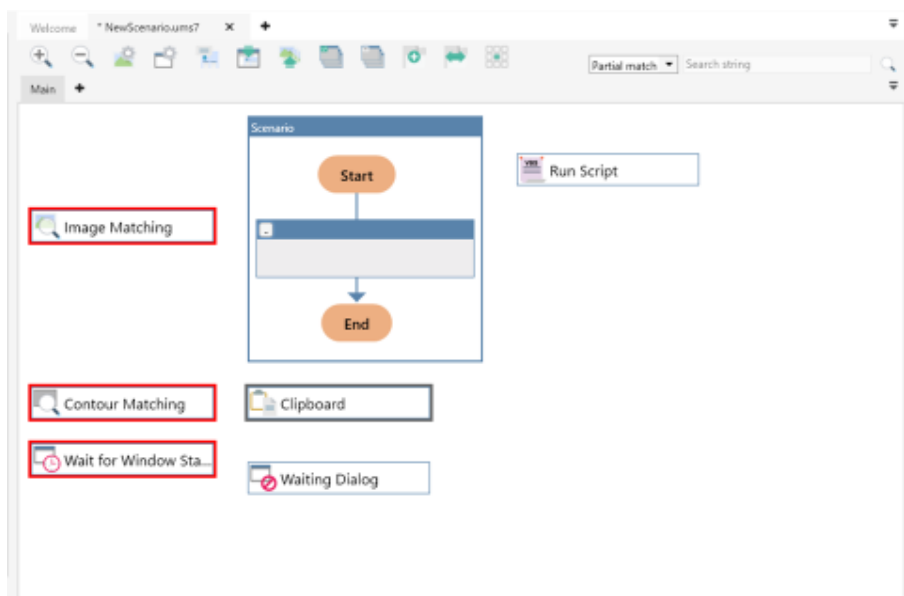 Welcome * NewScenario.ums7
Partial match Search string
Main
Scenario
Start
Run Script
Image Matching
End
Contour Matching
Clipboard
Wait for Window Sta...
Waiting Dialog